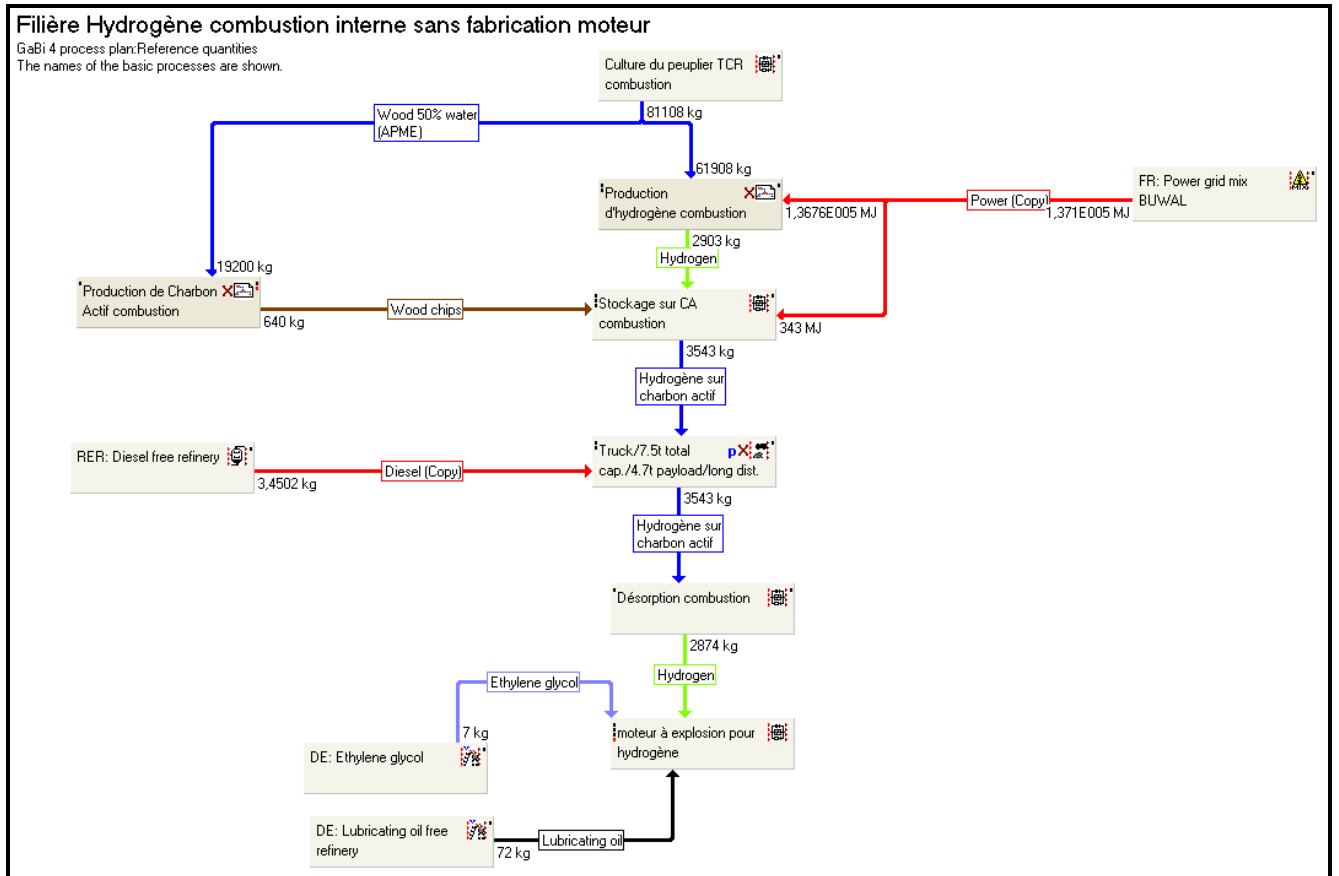 Filière Hydrogène combustion interne sans fabrication moteur
GaBi 4 process plan:Reference quantities
The names of the basic processes are shown.
Culture du peuplier TCR
combustion
81108 kg
Wood 50% water
(APME)
61908 kg
Production
d'hydrogène combustion
1,3676E005 MJ
Power (Copy)
1,371E005 MJ
FR: Power grid mix
BUWAL
2903 kg
Hydrogen
19200 kg
Production de Charbon
Actif combustion
640 kg
Wood chips
Stockage sur CA
combustion
343 MJ
3543 kg
Hydrogène sur
charbon actif
RER: Diesel free refinery
3,4502 kg
Diesel (Copy)
Truck/7.5t total
cap./4.7t payload/long dist.
p
3543 kg
Hydrogène sur
charbon actif
Désorption combustion
2874 kg
Hydrogen
Ethylene glycol
7 kg
DE: Ethylene glycol
moteur à explosion pour
hydrogène
DE: Lubricating oil free
refinery
72 kg
Lubricating oil